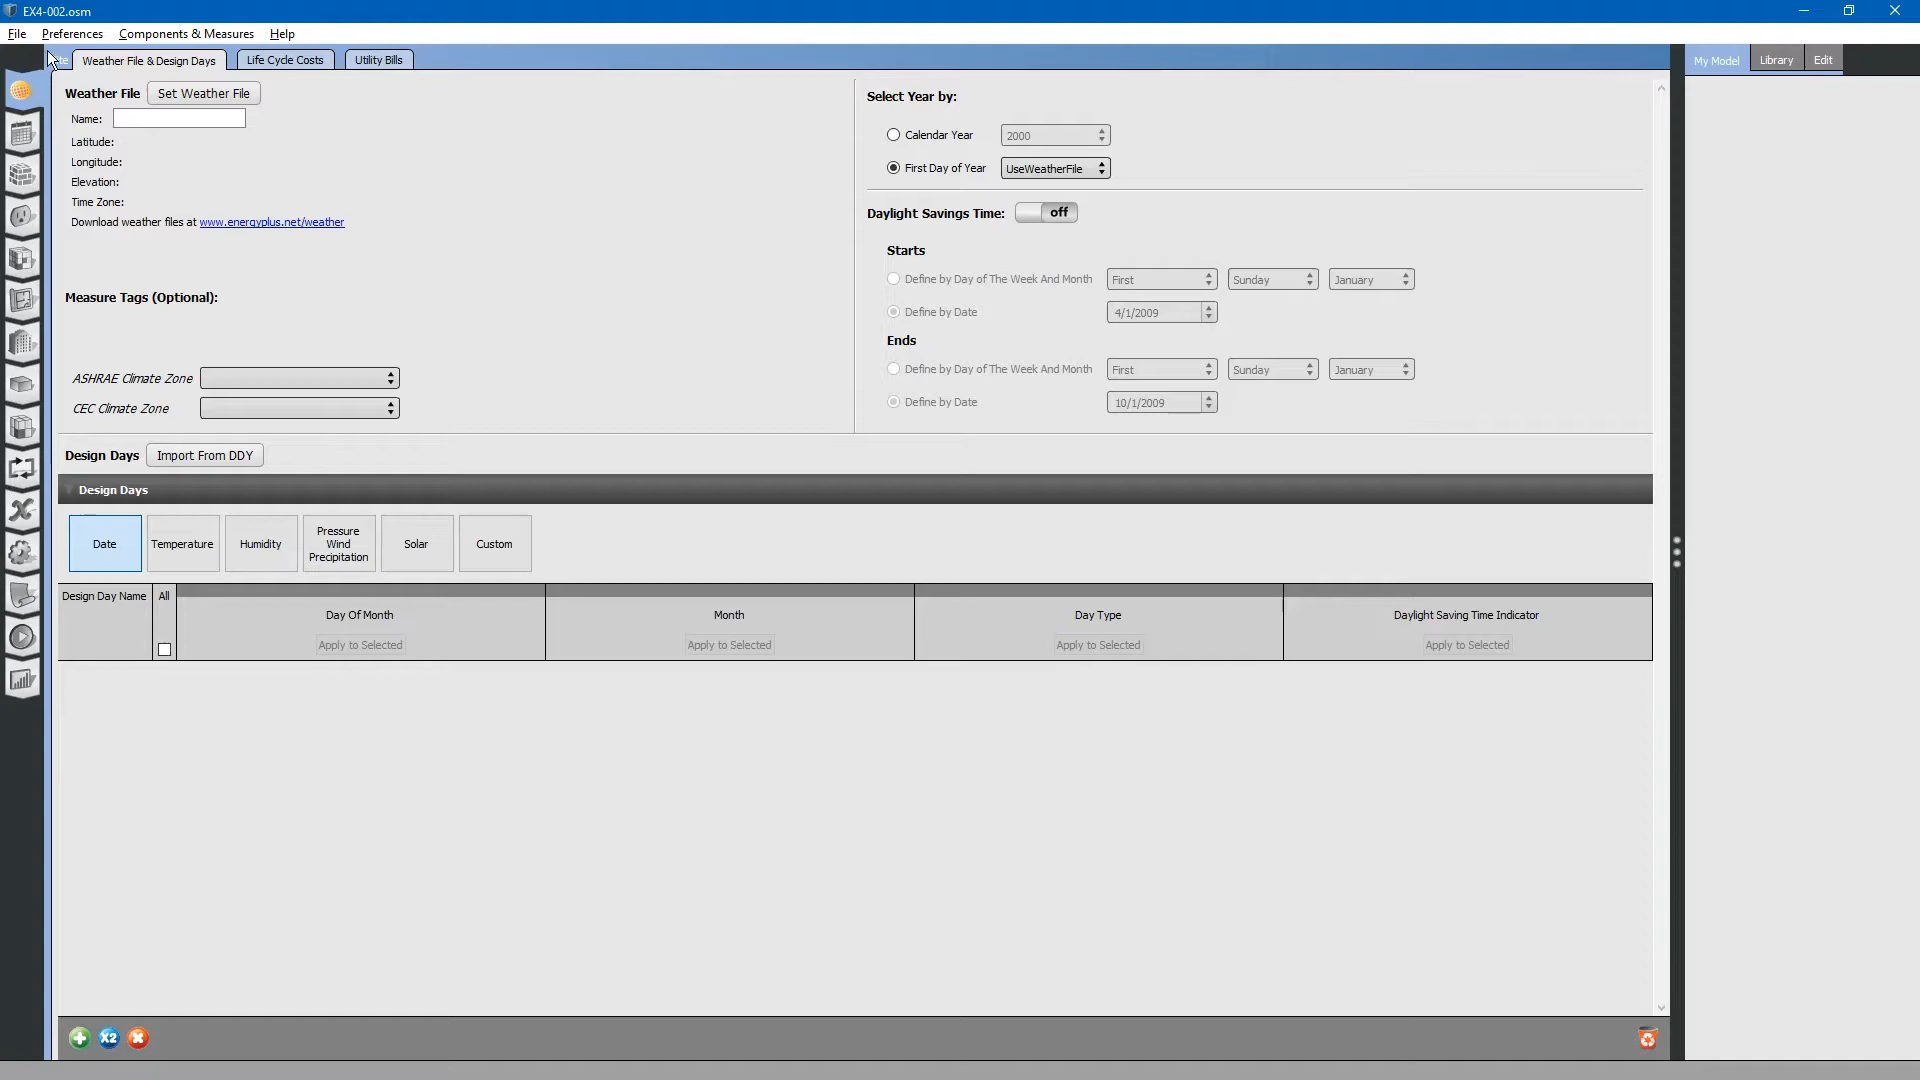 EX4-002.osm
File Preferences Components & Measures Help
Weather File & Design Days Life Cycle Costs Utility Bills My Model Library Edit
Weather File Set Weather File
Name:
Latitude:
Longitude:
Elevation:
Time Zone:
Download weather files at www.energyplus.net/weather
Measure Tags (Optional):
ASHRAE Climate Zone
CEC Climate Zone
Select Year by:
Calendar Year 2000
First Day of Year UseWeatherFile
Daylight Savings Time: off
Starts
Define by Day of The Week And Month First Sunday January
Define by Date 4/1/2009
Ends
Define by Day of The Week And Month First Sunday January
Define by Date 10/1/2009
Design Days Import From DDY
Design Days
Date Temperature Humidity Pressure Wind Precipitation Solar Custom
Design Day Name All Day Of Month Month Day Type Daylight Saving Time Indicator
Apply to Selected Apply to Selected Apply to Selected Apply to Selected
X2